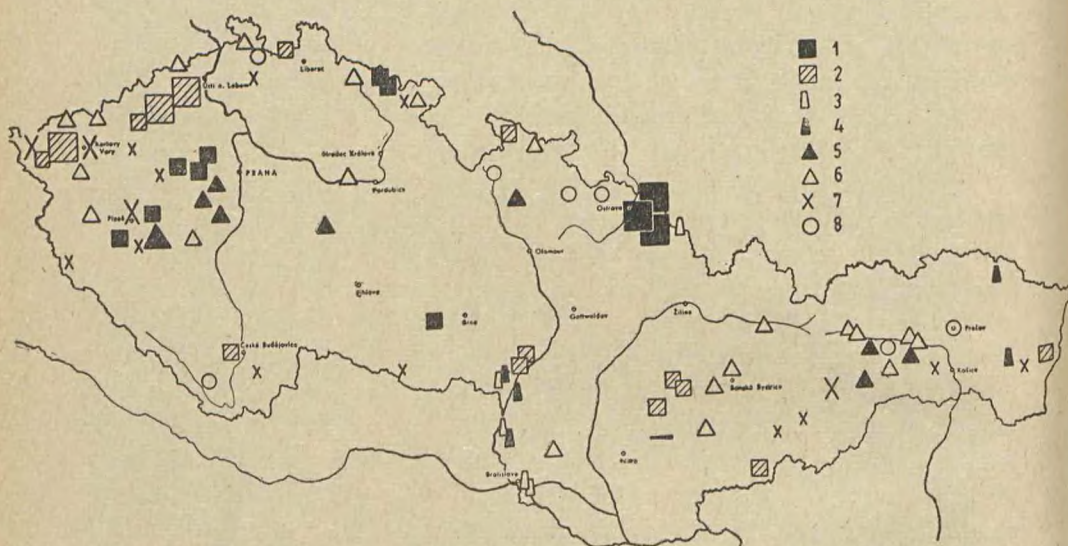 Liberec
Ústí n. Labem
Karlovy
Vary
Hradec Králové
PRAHA
Pardubice
Plzeň
Ostrava
Olomouc
Jihlava
Brno
Gottwaldov
Žilina
České Budějovice
Banská Bystrica
Prešov
Košice
Bratislava
1
2
3
4
5
6
7
8